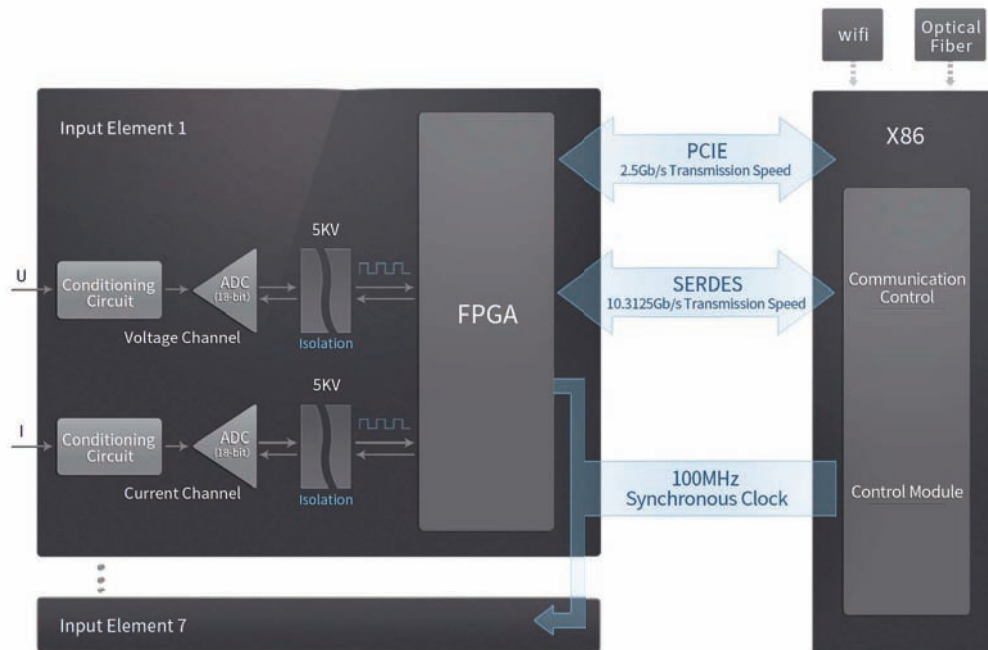 wifi
Optical
Fiber
Input Element 1
X86
PCIE
2.5Gb/s Transmission Speed
5KV
U
Conditioning
Circuit
ADC
(18-bit)
Voltage Channel
Isolation
FPGA
SERDES
10.3125Gb/s Transmission Speed
Communication
Control
5KV
I
Conditioning
Circuit
ADC
(18-bit)
Current Channel
Isolation
100MHz
Synchronous Clock
Control Module
Input Element 7